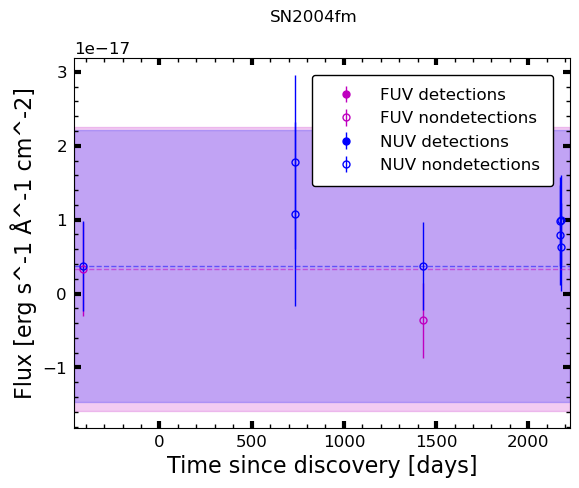 SN2004fm
1e−17
3
2
1
0
−1
Flux [erg s^-1 Å^-1 cm^-2]
FUV detections
FUV nondetections
NUV detections
NUV nondetections
0 500 1000 1500 2000
Time since discovery [days]